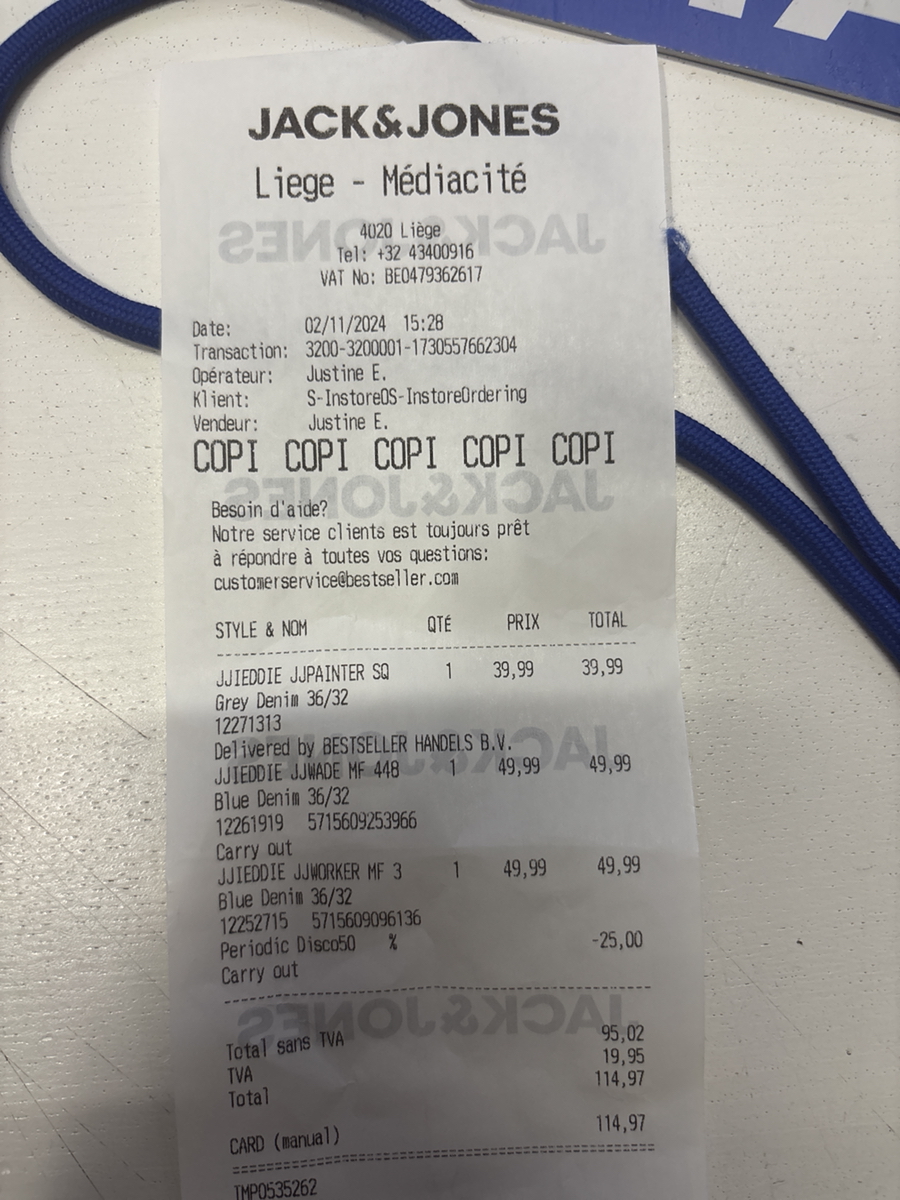 JACK&JONES
Liege - Médiacité
4020 Liège
Tel: +32 43400916
VAT No: BE0479362617
Date: 02/11/2024 15:28
Transaction: 3200-3200001-1730557662304
Opérateur: Justine E.
Klient: S-InstoreOS-InstoreOrdering
Vendeur: Justine E.
COPI COPI COPI COPI COPI
Besoin d'aide?
Notre service clients est toujours prêt
à répondre à toutes vos questions:
customerservice@bestseller.com
STYLE & NOM QTÉ PRIX TOTAL
JJIEDDIE JJPAINTER SQ 1 39,99 39,99
Grey Denim 36/32
12271313
Delivered by BESTSELLER HANDELS B.V.
JJIEDDIE JJWADE MF 448 1 49,99 49,99
Blue Denim 36/32
12261919 5715609253966
Carry out
JJIEDDIE JJWORKER MF 3 1 49,99 49,99
Blue Denim 36/32
12252715 5715609096136
Periodic Disco50 % -25,00
Carry out
Total sans TVA 95,02
TVA 19,95
Total 114,97
CARD (manual) 114,97
TMP0535262